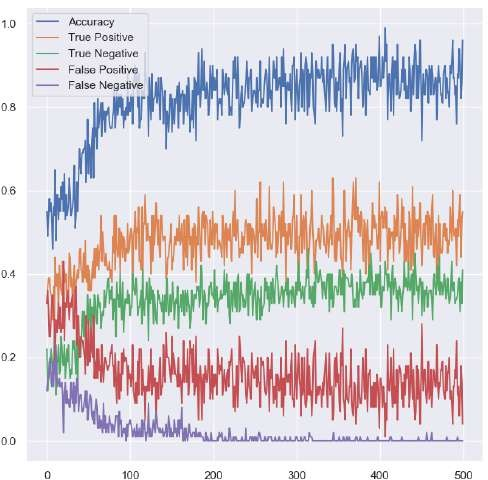 Accuracy
True Positive
True Negative
False Positive
False Negative
1.0
0.8
0.6
0.4
0.2
0.0
0 100 200 300 400 500